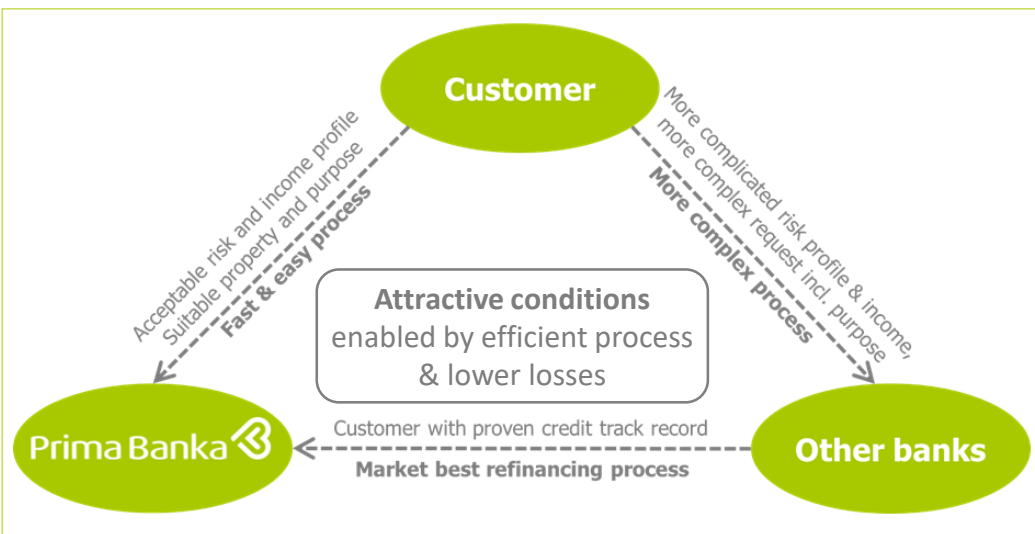 Customer
Acceptable risk and income profile
Suitable property and purpose
Fast & easy process
More complicated risk profile & income,
more complex request incl. purpose
More complex process
Attractive conditions
enabled by efficient process
& lower losses
Prima Banka
Customer with proven credit track record
Market best refinancing process
Other banks